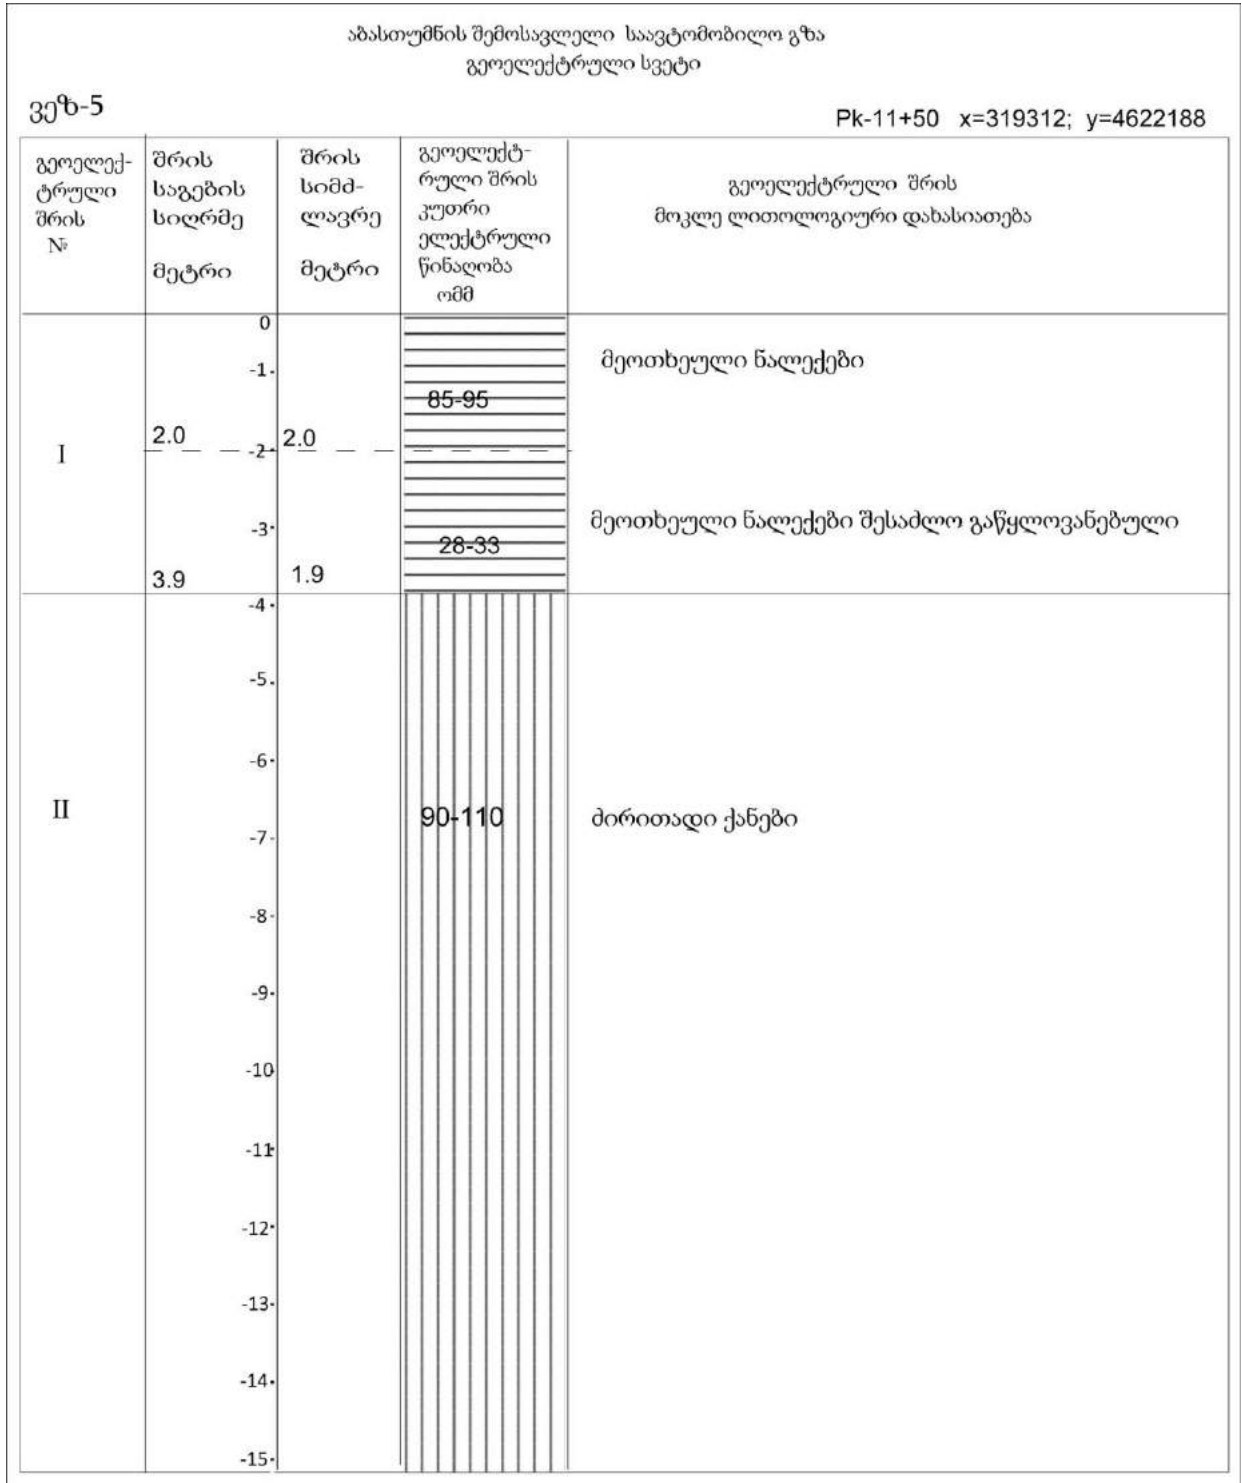 აბასთუმნის შემოსავლელი საავტომობილო გზა
გეოელექტრული სვეტი
ვეზ-5
Pk-11+50 x=319312; y=4622188
გეოელექ-
ტრული
შრის
№
შრის
საგების
სიღრმე
მეტრი
შრის
სიმძ-
ლავრე
მეტრი
გეოელექტ-
რული შრის
კუთრი
ელექტრული
წინაღობა
ომმ
გეოელექტრული შრის
მოკლე ლითოლოგიური დახასიათება
0
-1
85-95
მეოთხეული ნალექები
I
2.0
-2
2.0
-3
28-33
მეოთხეული ნალექები შესაძლო გაწყლოვანებული
3.9
1.9
-4
-5
-6
II
90-110
ძირითადი ქანები
-7
-8
-9
-10
-11
-12
-13
-14
-15